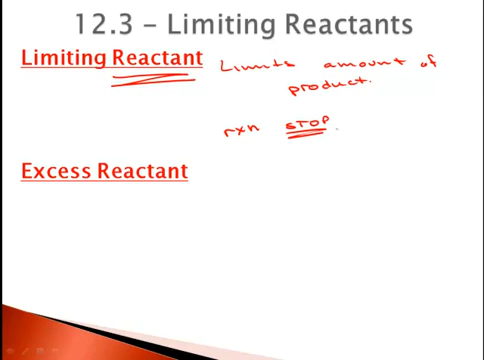 12.3 – Limiting Reactants
Limiting Reactant Limits amount of
product.
rxn STOP.
Excess Reactant